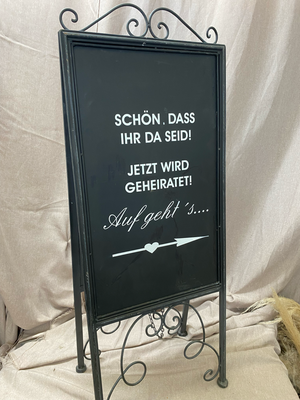 SCHÖN, DASS
IHR DA SEID!
JETZT WIRD
GEHEIRATET!
Auf geht´s....